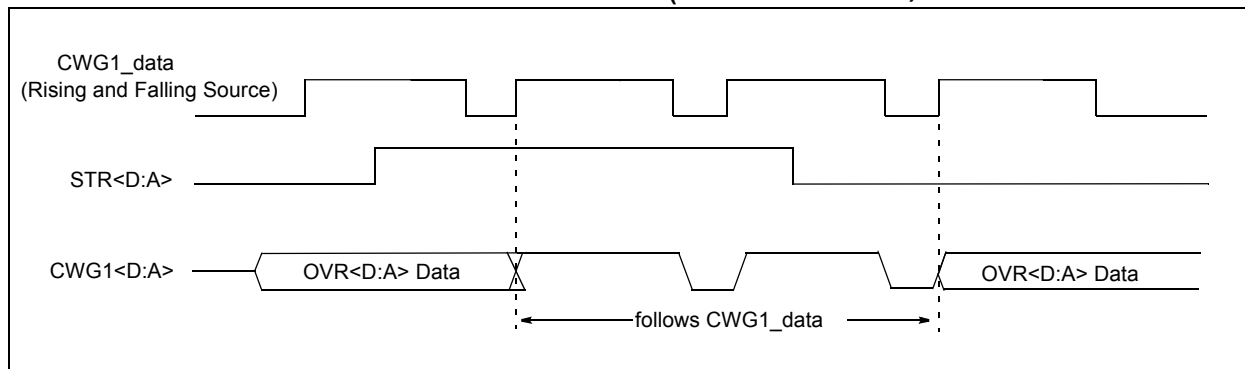 CWG1_data
(Rising and Falling Source)
STR<D:A>
CWG1<D:A>
OVR<D:A> Data
OVR<D:A> Data
follows CWG1_data